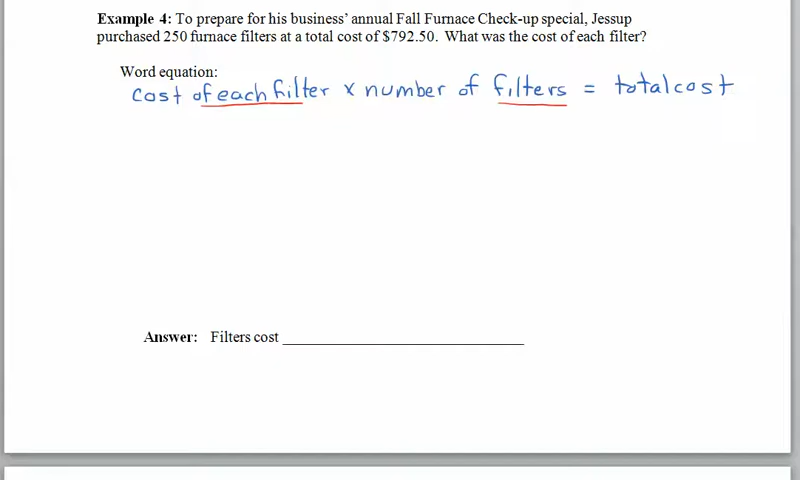 Example 4: To prepare for his business’ annual Fall Furnace Check-up special, Jessup
purchased 250 furnace filters at a total cost of $792.50. What was the cost of each filter?
Word equation:
cost of each filter x number of filters = total cost
Answer: Filters cost